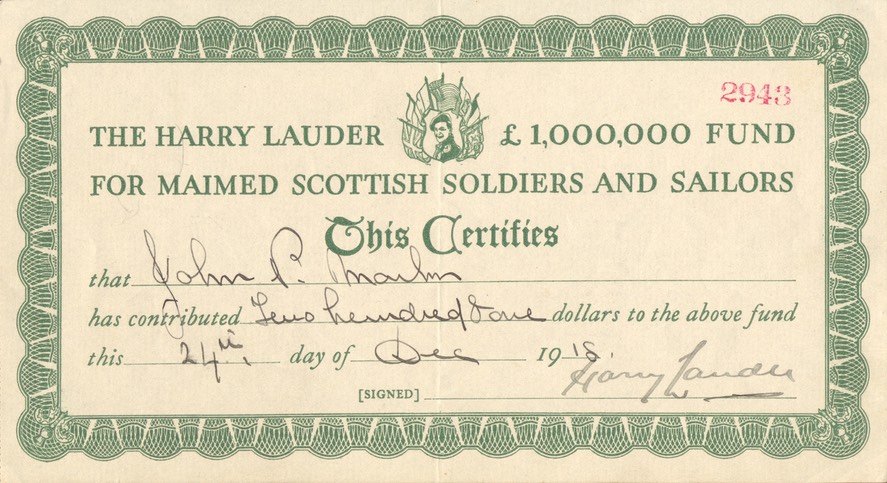 2943
THE HARRY LAUDER £ 1,000,000 FUND
FOR MAIMED SCOTTISH SOLDIERS AND SAILORS
This Certifies
that John P.
has contributed Two hundred & one dollars to the above fund
this 24th. day of Dec 1918.
Harry Lauder
[SIGNED]